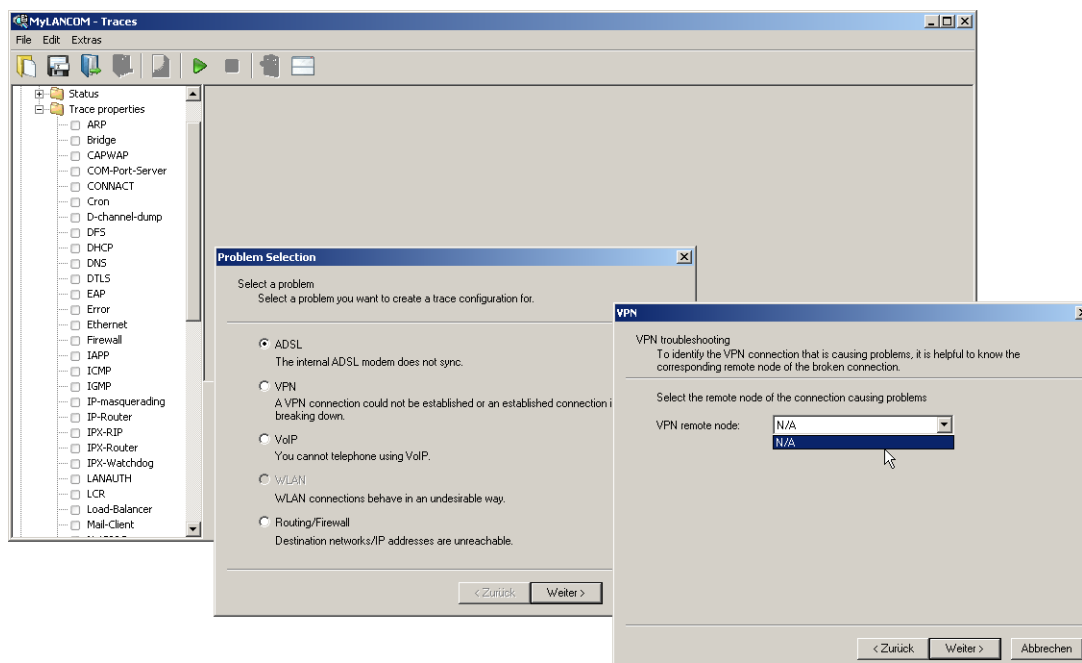 MyLANCOM - Traces
File Edit Extras
Status
Trace properties
ARP
Bridge
CAPWAP
COM-Port-Server
CONNACT
Cron
D-channel-dump
DFS
DHCP
DNS
DTLS
EAP
Error
Ethernet
Firewall
IAPP
ICMP
IGMP
IP-masquerading
IP-Router
IPX-RIP
IPX-Router
IPX-Watchdog
LANAUTH
LCR
Load-Balancer
Mail-Client
Problem Selection
Select a problem
Select a problem you want to create a trace configuration for.
ADSL
The internal ADSL modem does not sync.
VPN
A VPN connection could not be established or an established connection i
breaking down.
VoIP
You cannot telephone using VoIP.
WLAN
WLAN connections behave in an undesirable way.
Routing/Firewall
Destination networks/IP addresses are unreachable.
< Zurück Weiter >
VPN
VPN troubleshooting
To identify the VPN connection that is causing problems, it is helpful to know the
corresponding remote node of the broken connection.
Select the remote node of the connection causing problems
VPN remote node: N/A
N/A
< Zurück Weiter > Abbrechen